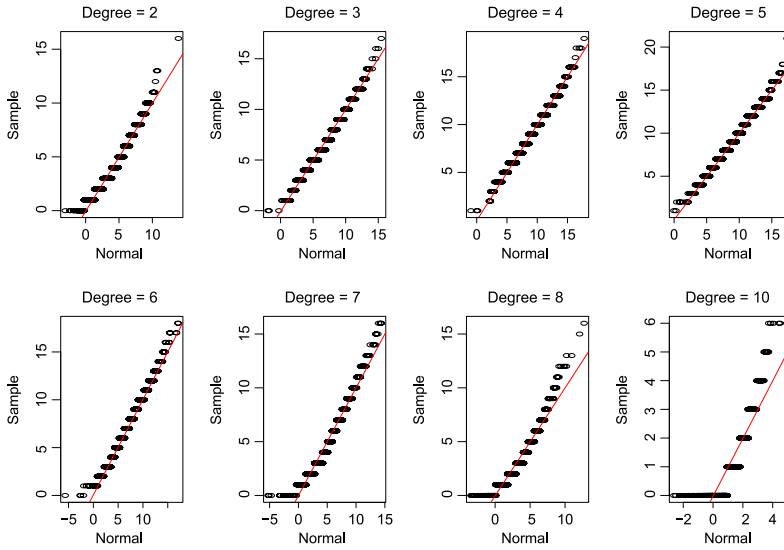 Degree = 2
Degree = 3
Degree = 4
Degree = 5
Sample
0
5
10
15
0
5
10
Normal
Sample
0
5
10
15
0
5
10
15
Normal
Sample
5
10
15
0
5
10
15
Normal
Sample
5
10
15
20
0
5
10
15
Normal
Degree = 6
Degree = 7
Degree = 8
Degree = 10
Sample
0
5
10
15
−5
0
5
10
Normal
Sample
0
5
10
15
−5
0
5
10
15
Normal
Sample
0
5
10
15
0
5
10
Normal
Sample
0
1
2
3
4
5
6
−2
0
2
4
Normal